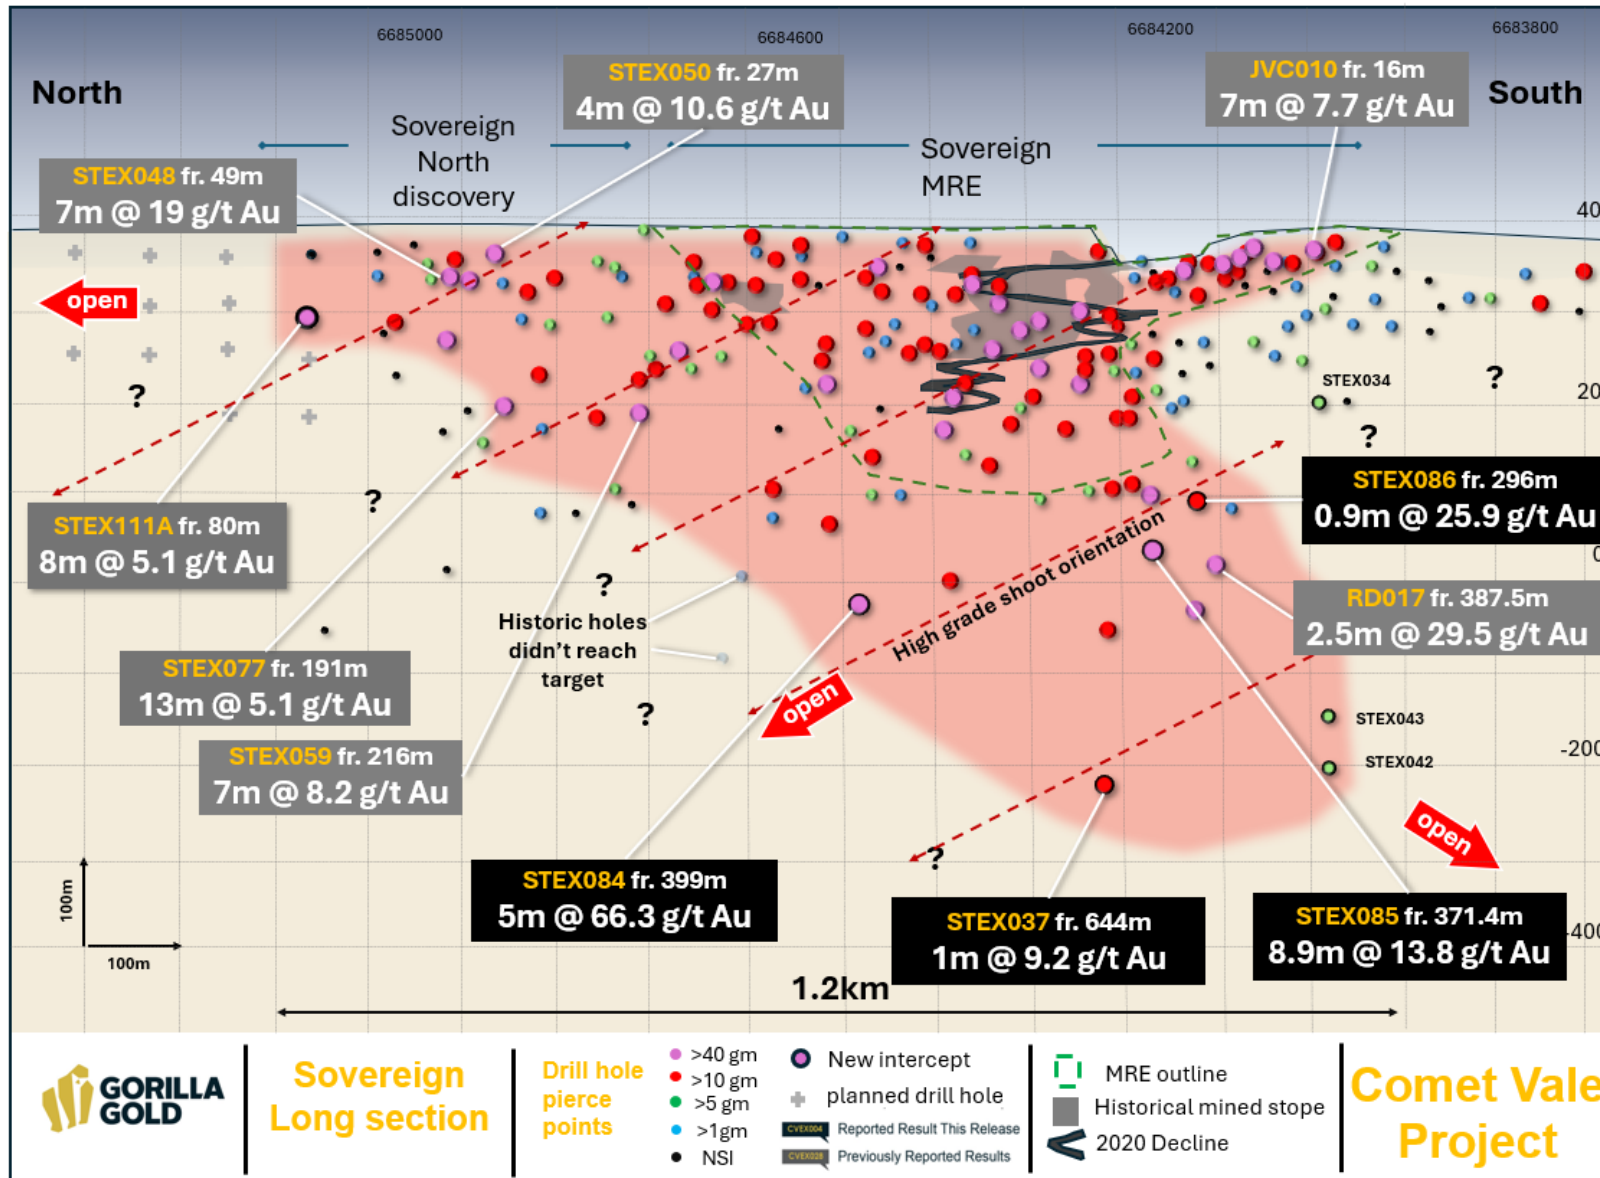 6685000
6684600
6684200
6683800
North
South
STEX050 fr. 27m
4m @ 10.6 g/t Au
JVC010 fr. 16m
7m @ 7.7 g/t Au
Sovereign
North
discovery
Sovereign
MRE
STEX048 fr. 49m
7m @ 19 g/t Au
40
open
20
?
?
STEX034
?
?
STEX086 fr. 296m
0.9m @ 25.9 g/t Au
STEX111A fr. 80m
8m @ 5.1 g/t Au
High grade shoot orientation
0
?
Historic holes
didn't reach
target
RD017 fr. 387.5m
2.5m @ 29.5 g/t Au
STEX077 fr. 191m
13m @ 5.1 g/t Au
open
?
STEX043
STEX042
-200
STEX059 fr. 216m
7m @ 8.2 g/t Au
open
?
STEX084 fr. 399m
5m @ 66.3 g/t Au
STEX037 fr. 644m
1m @ 9.2 g/t Au
STEX085 fr. 371.4m
8.9m @ 13.8 g/t Au
400
100m
100m
1.2km
GORILLA
GOLD
Sovereign
Long section
Drill hole
pierce
points
>40 gm
>10 gm
>5 gm
>1gm
NSI
New intercept
planned drill hole
CVEX004 Reported Result This Release
CVEX028 Previously Reported Results
MRE outline
Historical mined stope
2020 Decline
Comet Vale
Project